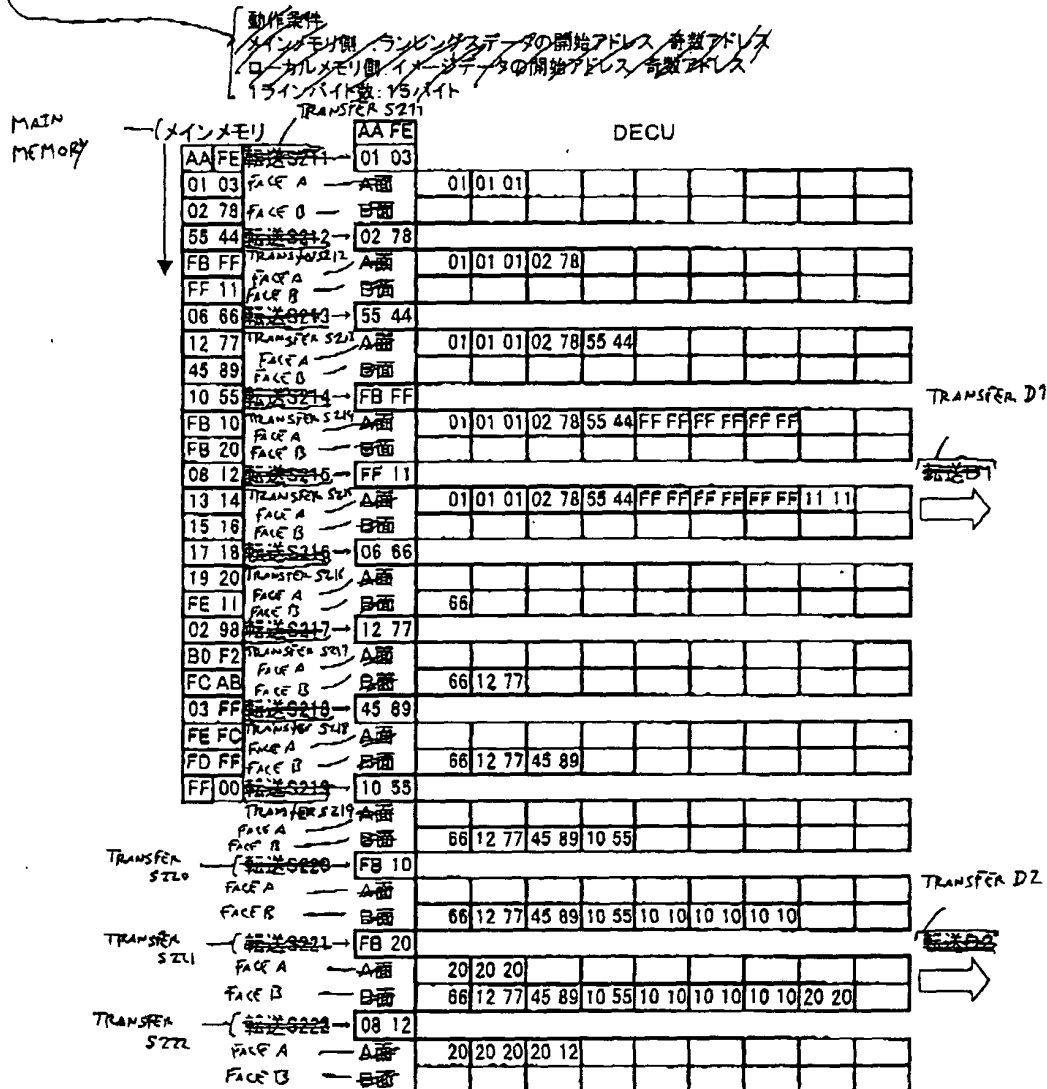 動作条件
メインメモリ側:ランレングスデータの開始アドレス 奇数アドレス
ローカルメモリ側:イメージデータの開始アドレス 奇数アドレス
1ラインバイト数:15バイト
TRANSFER S211
MAIN MEMORY メインメモリ AA FE DECU
AA FE 転送S211→ 01 03
01 03 FACE A A面 01 01 01
02 78 FACE B B面
55 44 転送S212→ 02 78
FB FF TRANSFER S212 FACE A A面 01 01 01 02 78
FF 11 FACE B B面
06 66 転送S213→ 55 44
12 77 TRANSFER S213 FACE A A面 01 01 01 02 78 55 44
45 89 FACE B B面
10 55 転送S214→ FB FF
TRANSFER D1
FB 10 TRANSFER S214 FACE A A面 01 01 01 02 78 55 44 FF FF FF FF FF FF
FB 20 FACE B B面
08 12 転送S215→ FF 11 転送D1
13 14 TRANSFER S215 FACE A A面 01 01 01 02 78 55 44 FF FF FF FF FF FF 11 11
15 16 FACE B B面
17 18 転送S216→ 06 66
19 20 TRANSFER S216 FACE A A面
FE 11 FACE B B面 66
02 98 転送S217→ 12 77
B0 F2 TRANSFER S217 FACE A A面
FC AB FACE B B面 66 12 77
03 FF 転送S218→ 45 89
FE FC TRANSFER S218 FACE A A面
FD FF FACE B B面 66 12 77 45 89
FF 00 転送S219→ 10 55
TRANSFER S219 FACE A A面
FACE B B面 66 12 77 45 89 10 55
TRANSFER S220 転送S220→ FB 10
FACE A A面
TRANSFER D2
FACE B B面 66 12 77 45 89 10 55 10 10 10 10 10 10
TRANSFER S221 転送S221→ FB 20 転送D2
FACE A A面 20 20 20
FACE B B面 66 12 77 45 89 10 55 10 10 10 10 10 10 20 20
TRANSFER S222 転送S222→ 08 12
FACE A A面 20 20 20 20 12
FACE B B面